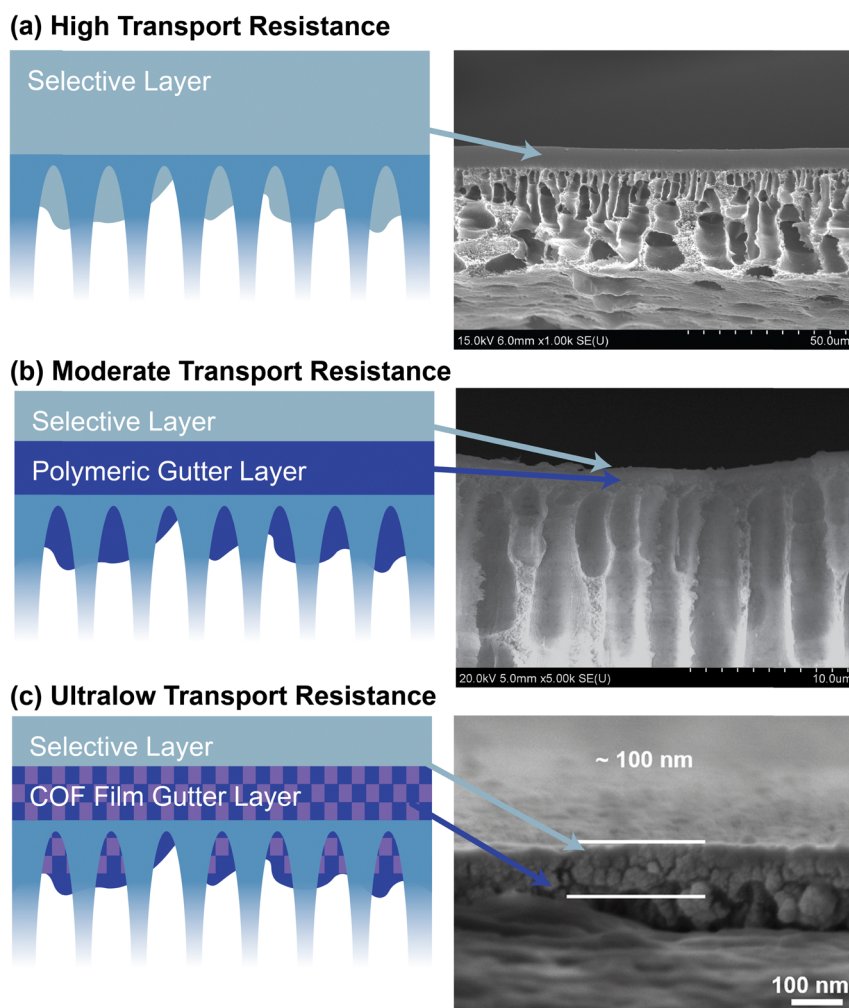 (a) High Transport Resistance
Selective Layer
15.0kV 6.0mm x1.00k SE(U)
50.0um
(b) Moderate Transport Resistance
Selective Layer
Polymeric Gutter Layer
20.0kV 5.0mm x5.00k SE(U)
10.0um
(c) Ultralow Transport Resistance
Selective Layer
COF Film Gutter Layer
~ 100 nm
100 nm